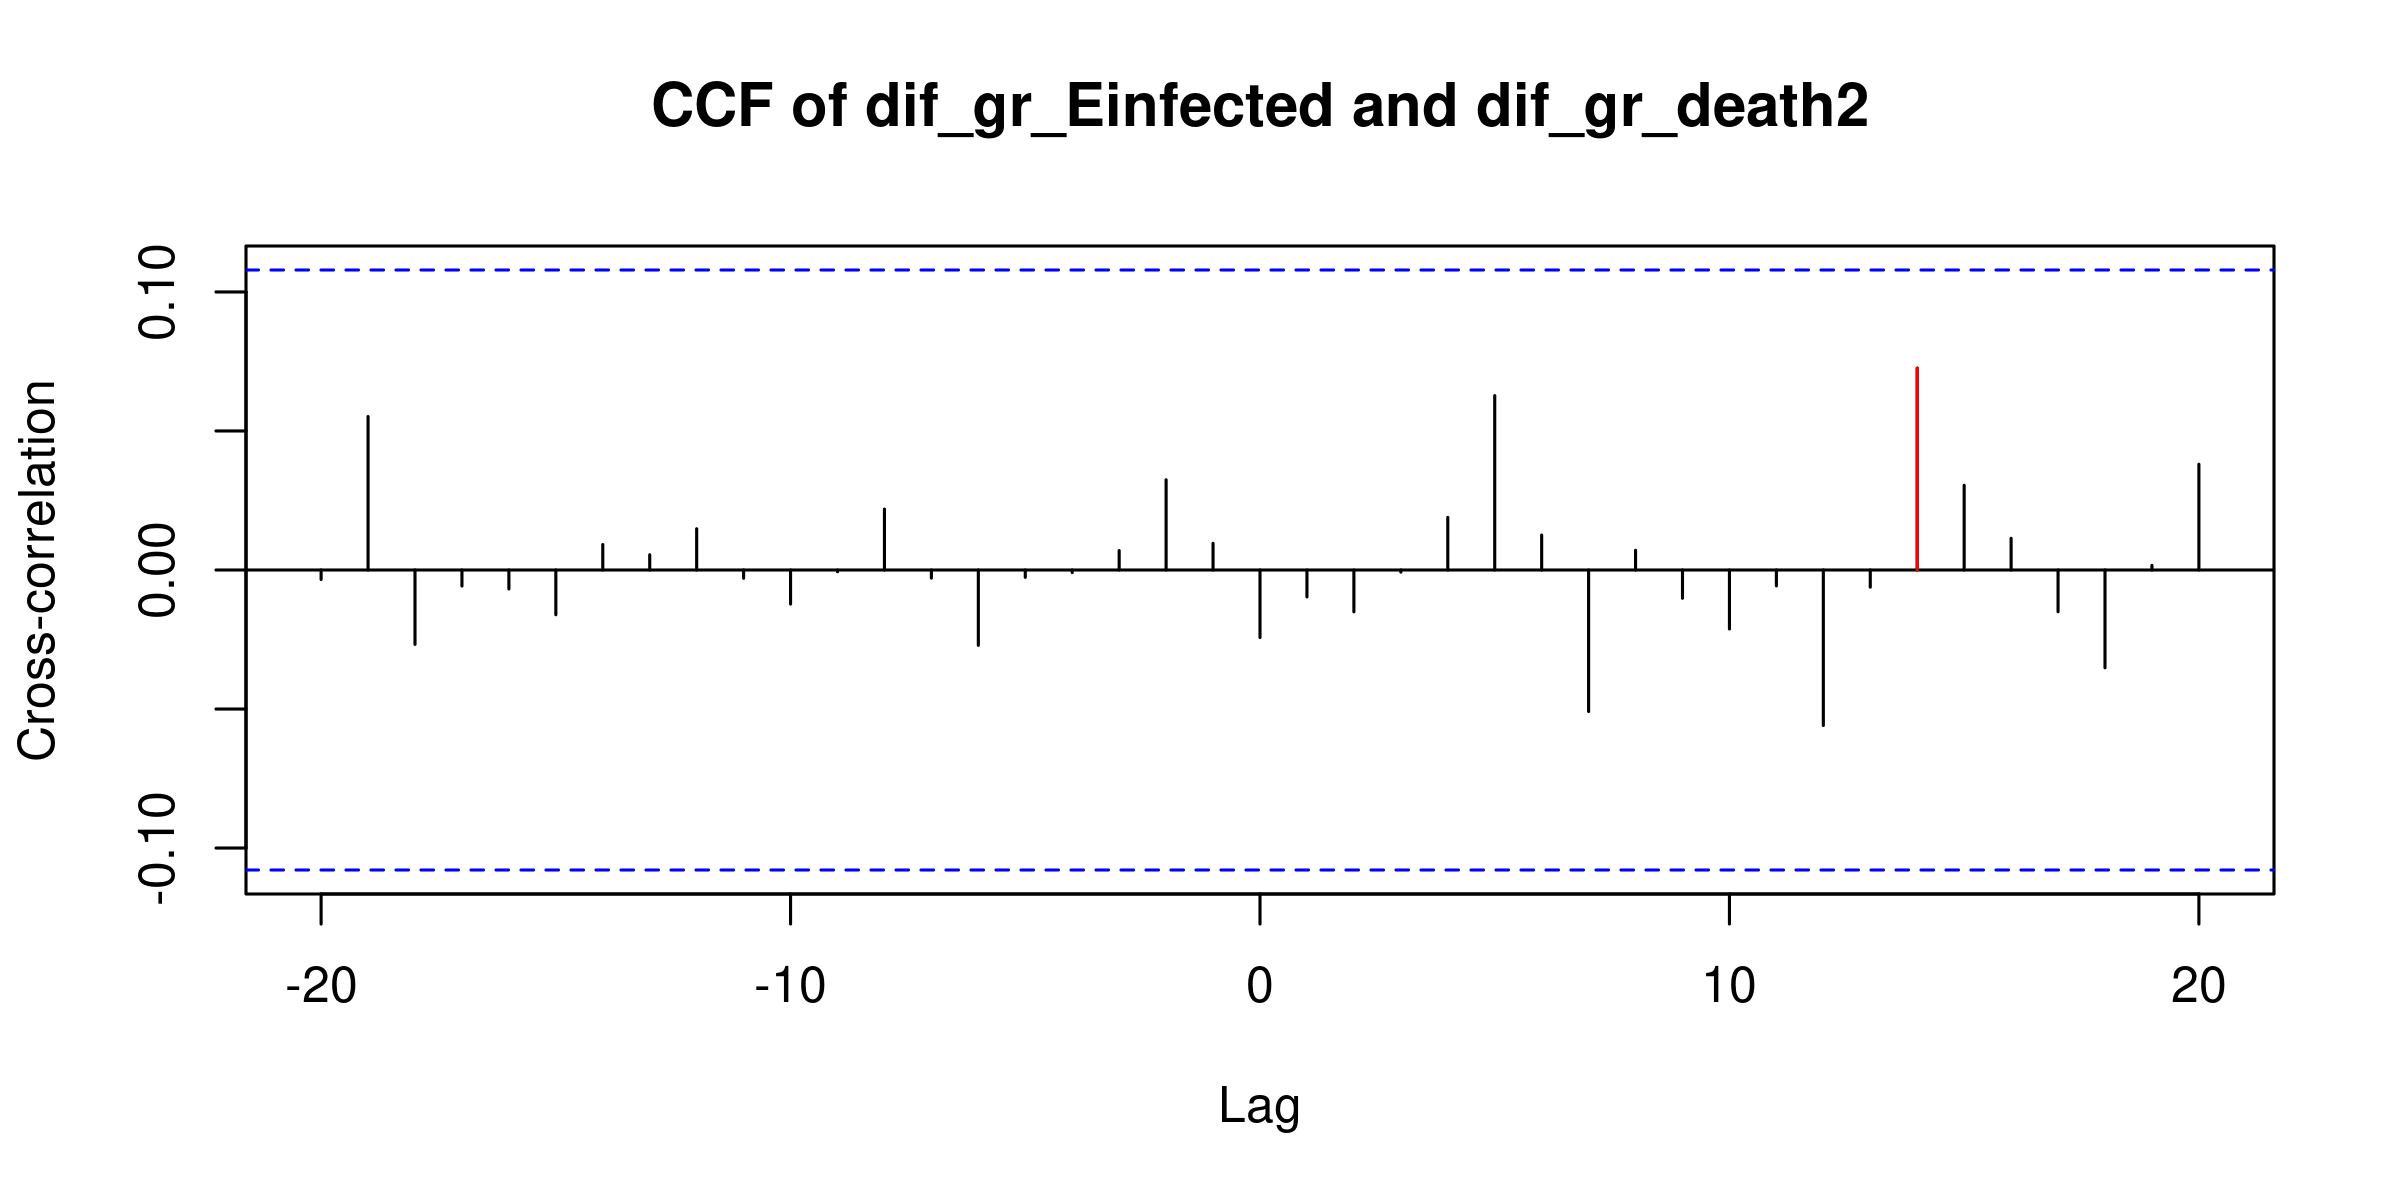 CCF of dif_gr_Einfected and dif_gr_death2
Cross-correlation
0.10
0.00
-0.10
-20 -10 0 10 20
Lag